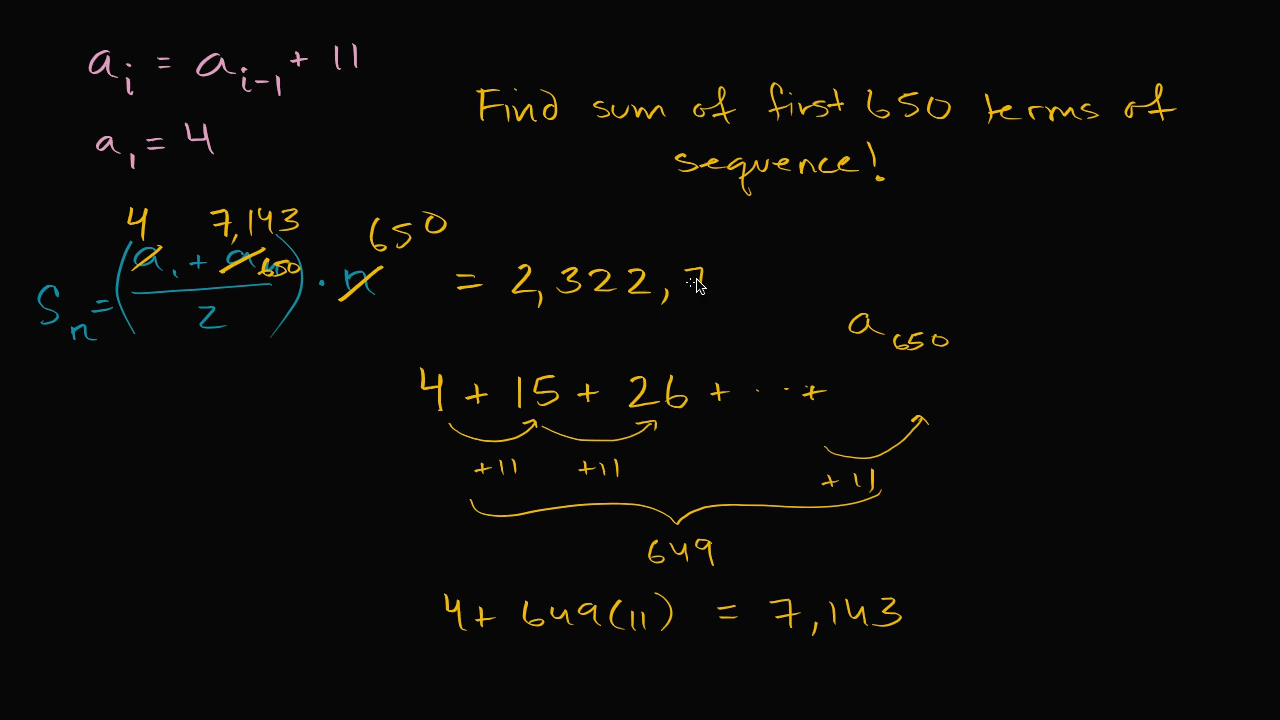 aᵢ = aᵢ₋₁ + 11
a₁ = 4
Find sum of first 650 terms of
sequence!
4 7,143 650
Sₙ = ((a₁ + a₆₅₀)/2) · n = 2,322,7
a₆₅₀
4 + 15 + 26 + ··· +
+11 +11 +11
649
4 + 649(11) = 7,143